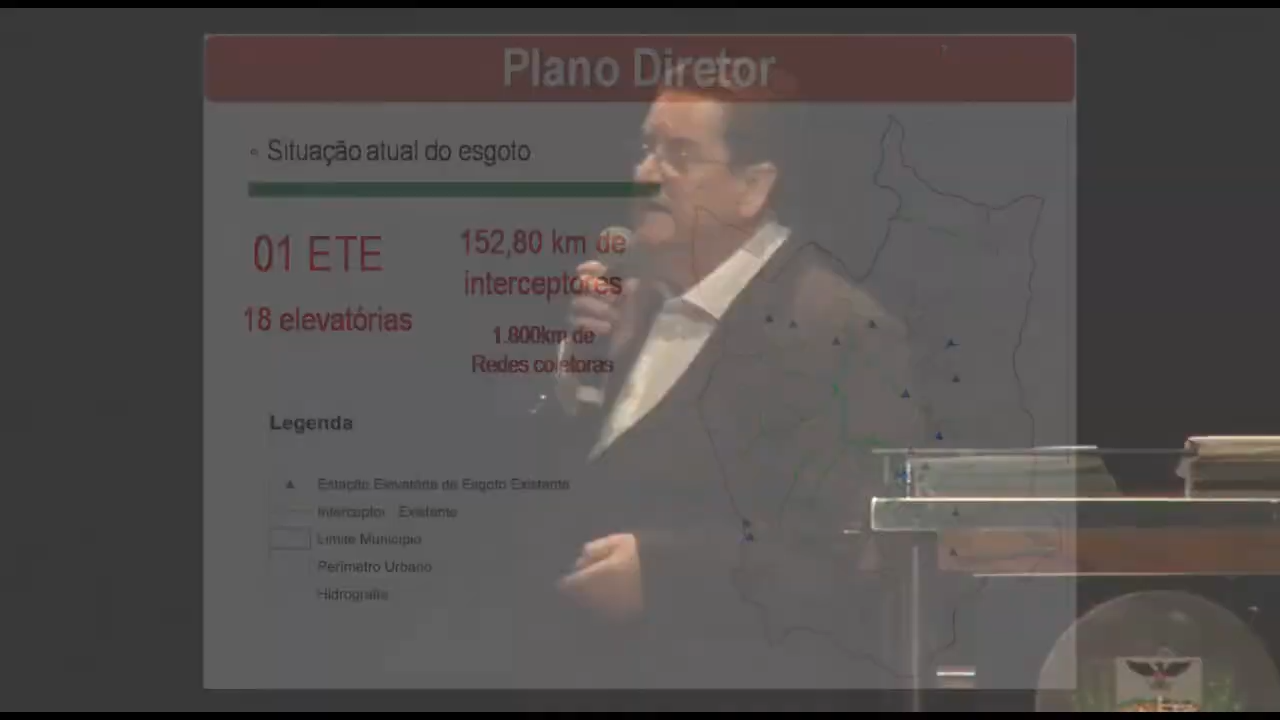 Plano Diretor
Situação atual do esgoto
01 ETE
18 elevatórias
152,80 km de
interceptores
1.800km de
Redes coletoras
Legenda
Estação Elevatória de Esgoto Existente
Interceptor Existente
Limite Município
Perímetro Urbano
Hidrografia